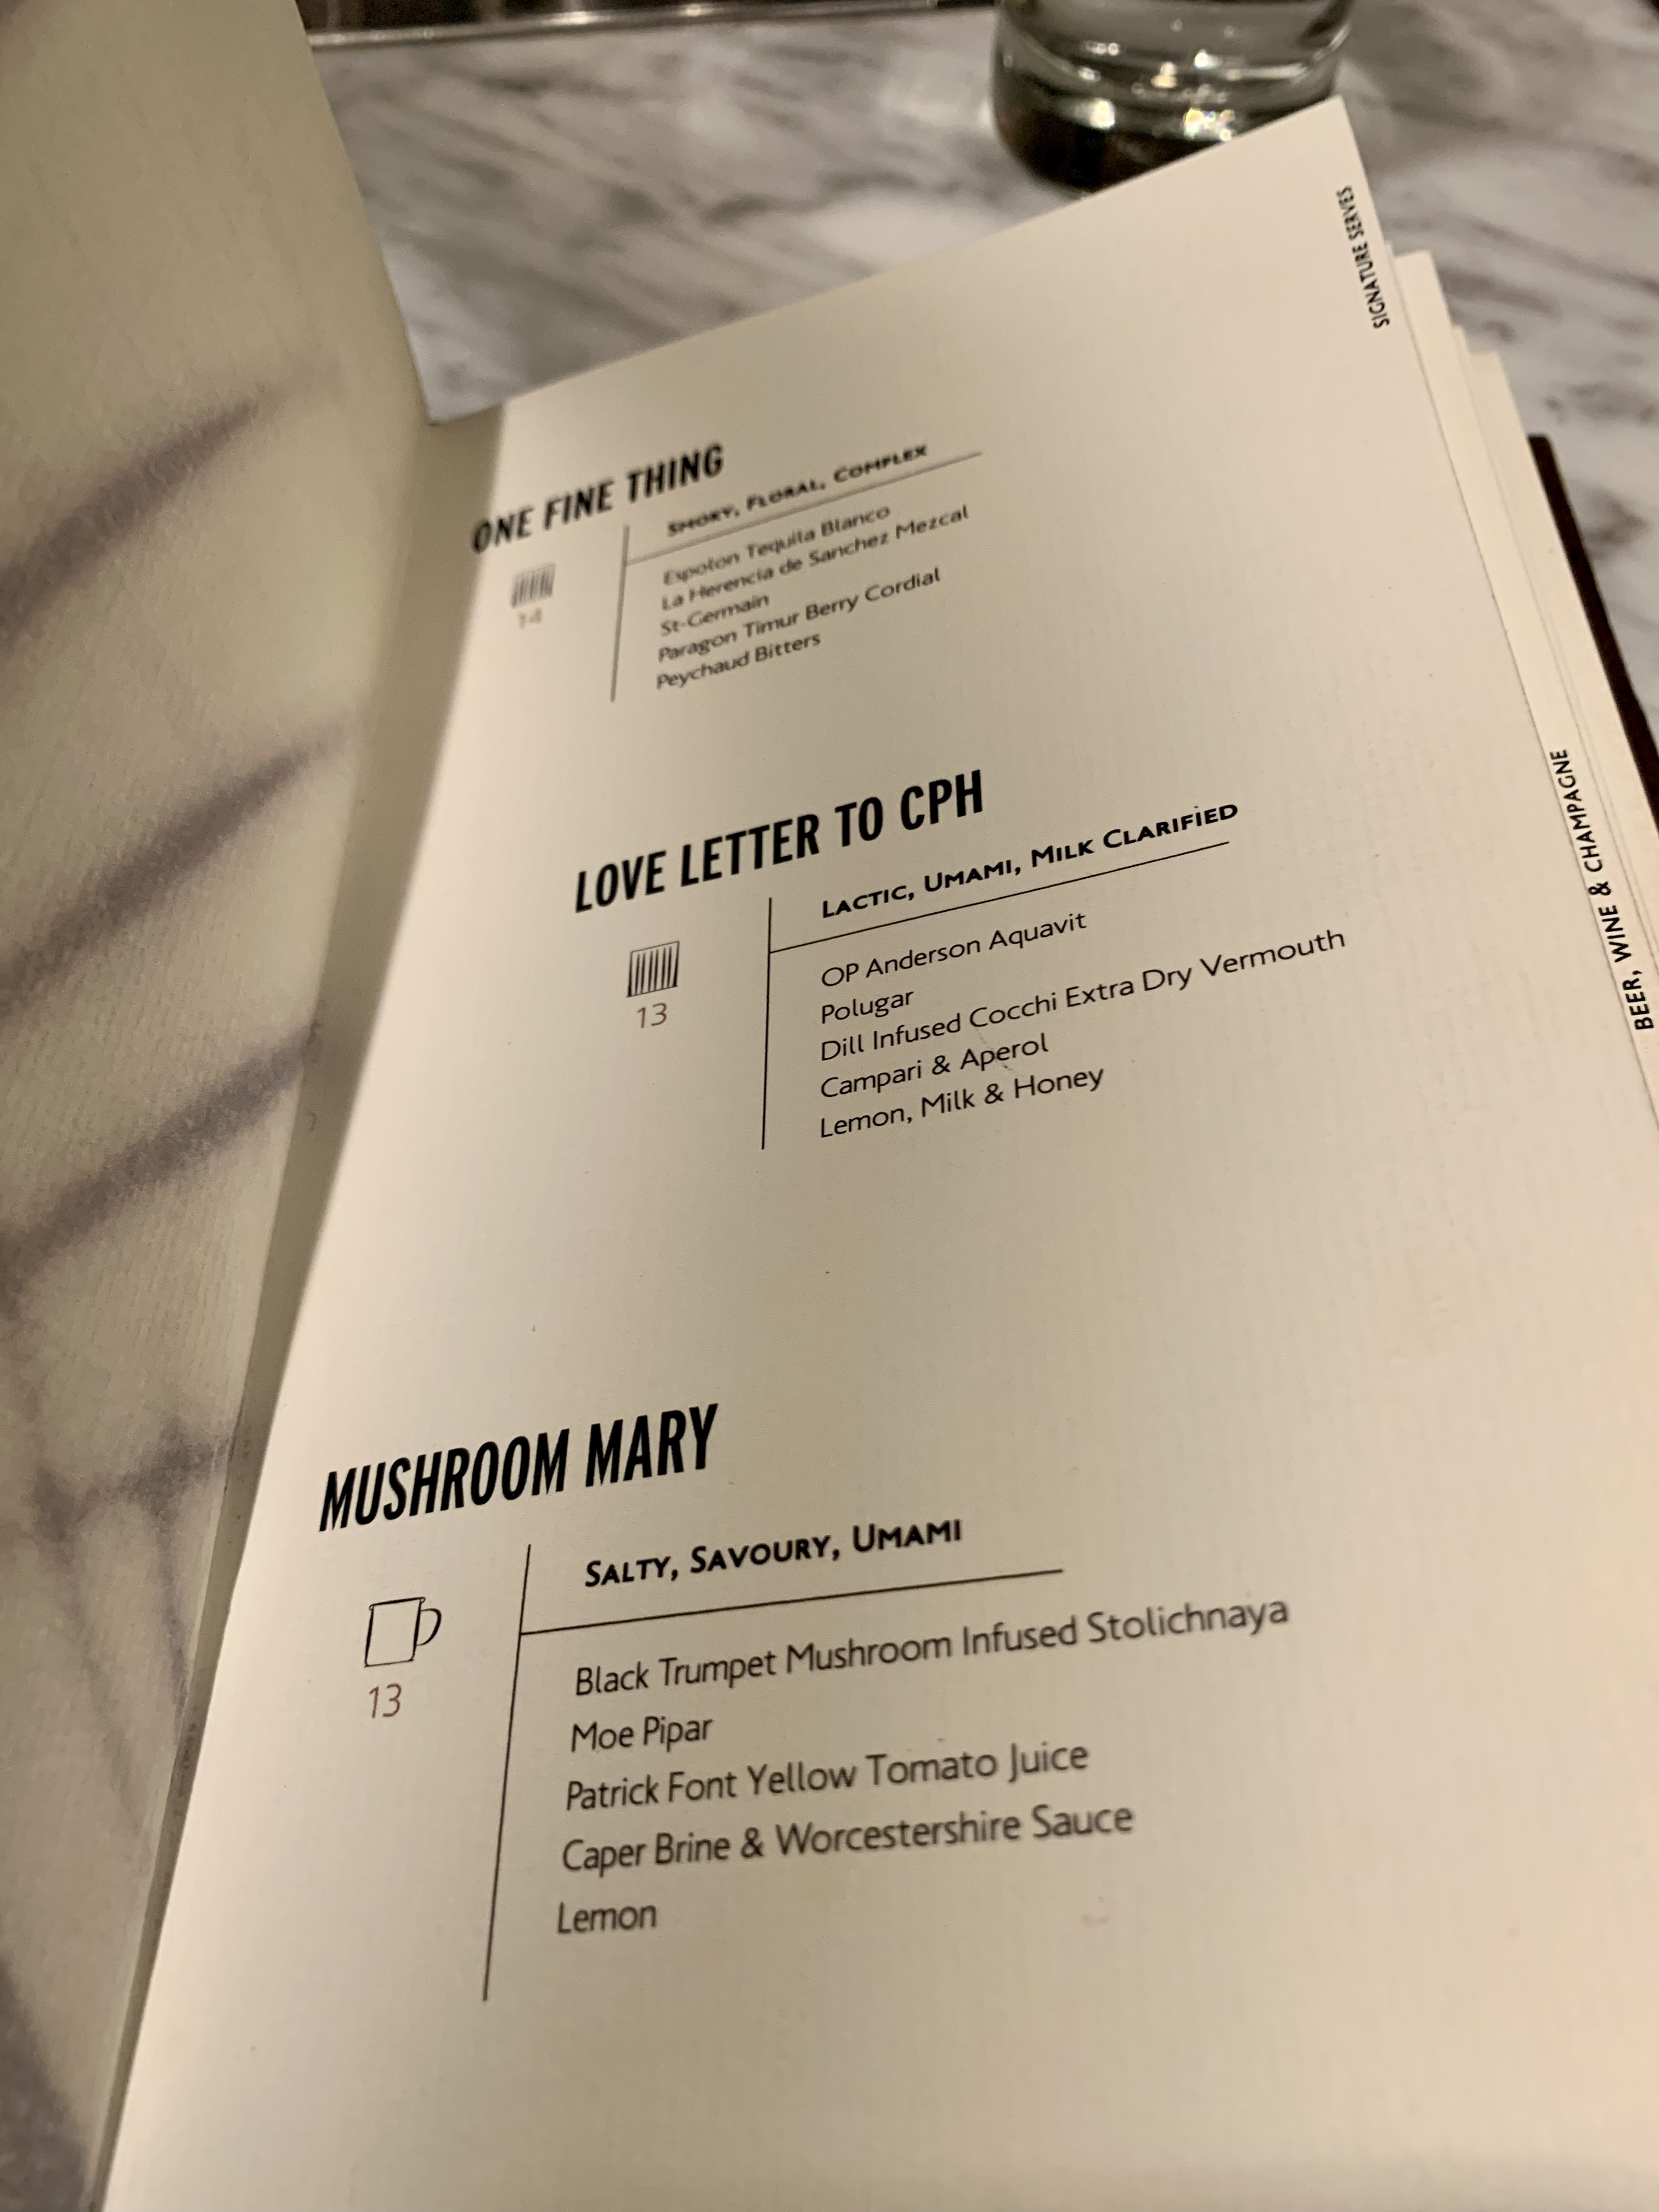 SIGNATURE SERVES
ONE FINE THING
SMOKY, FLORAL, COMPLEX
14
Espolon Tequila Blanco
La Herencia de Sanchez Mezcal
St-Germain
Paragon Timur Berry Cordial
Peychaud Bitters
LOVE LETTER TO CPH
LACTIC, UMAMI, MILK CLARIFIED
13
OP Anderson Aquavit
Polugar
Dill Infused Cocchi Extra Dry Vermouth
Campari & Aperol
Lemon, Milk & Honey
BEER, WINE & CHAMPAGNE
MUSHROOM MARY
SALTY, SAVOURY, UMAMI
13
Black Trumpet Mushroom Infused Stolichnaya
Moe Pipar
Patrick Font Yellow Tomato Juice
Caper Brine & Worcestershire Sauce
Lemon